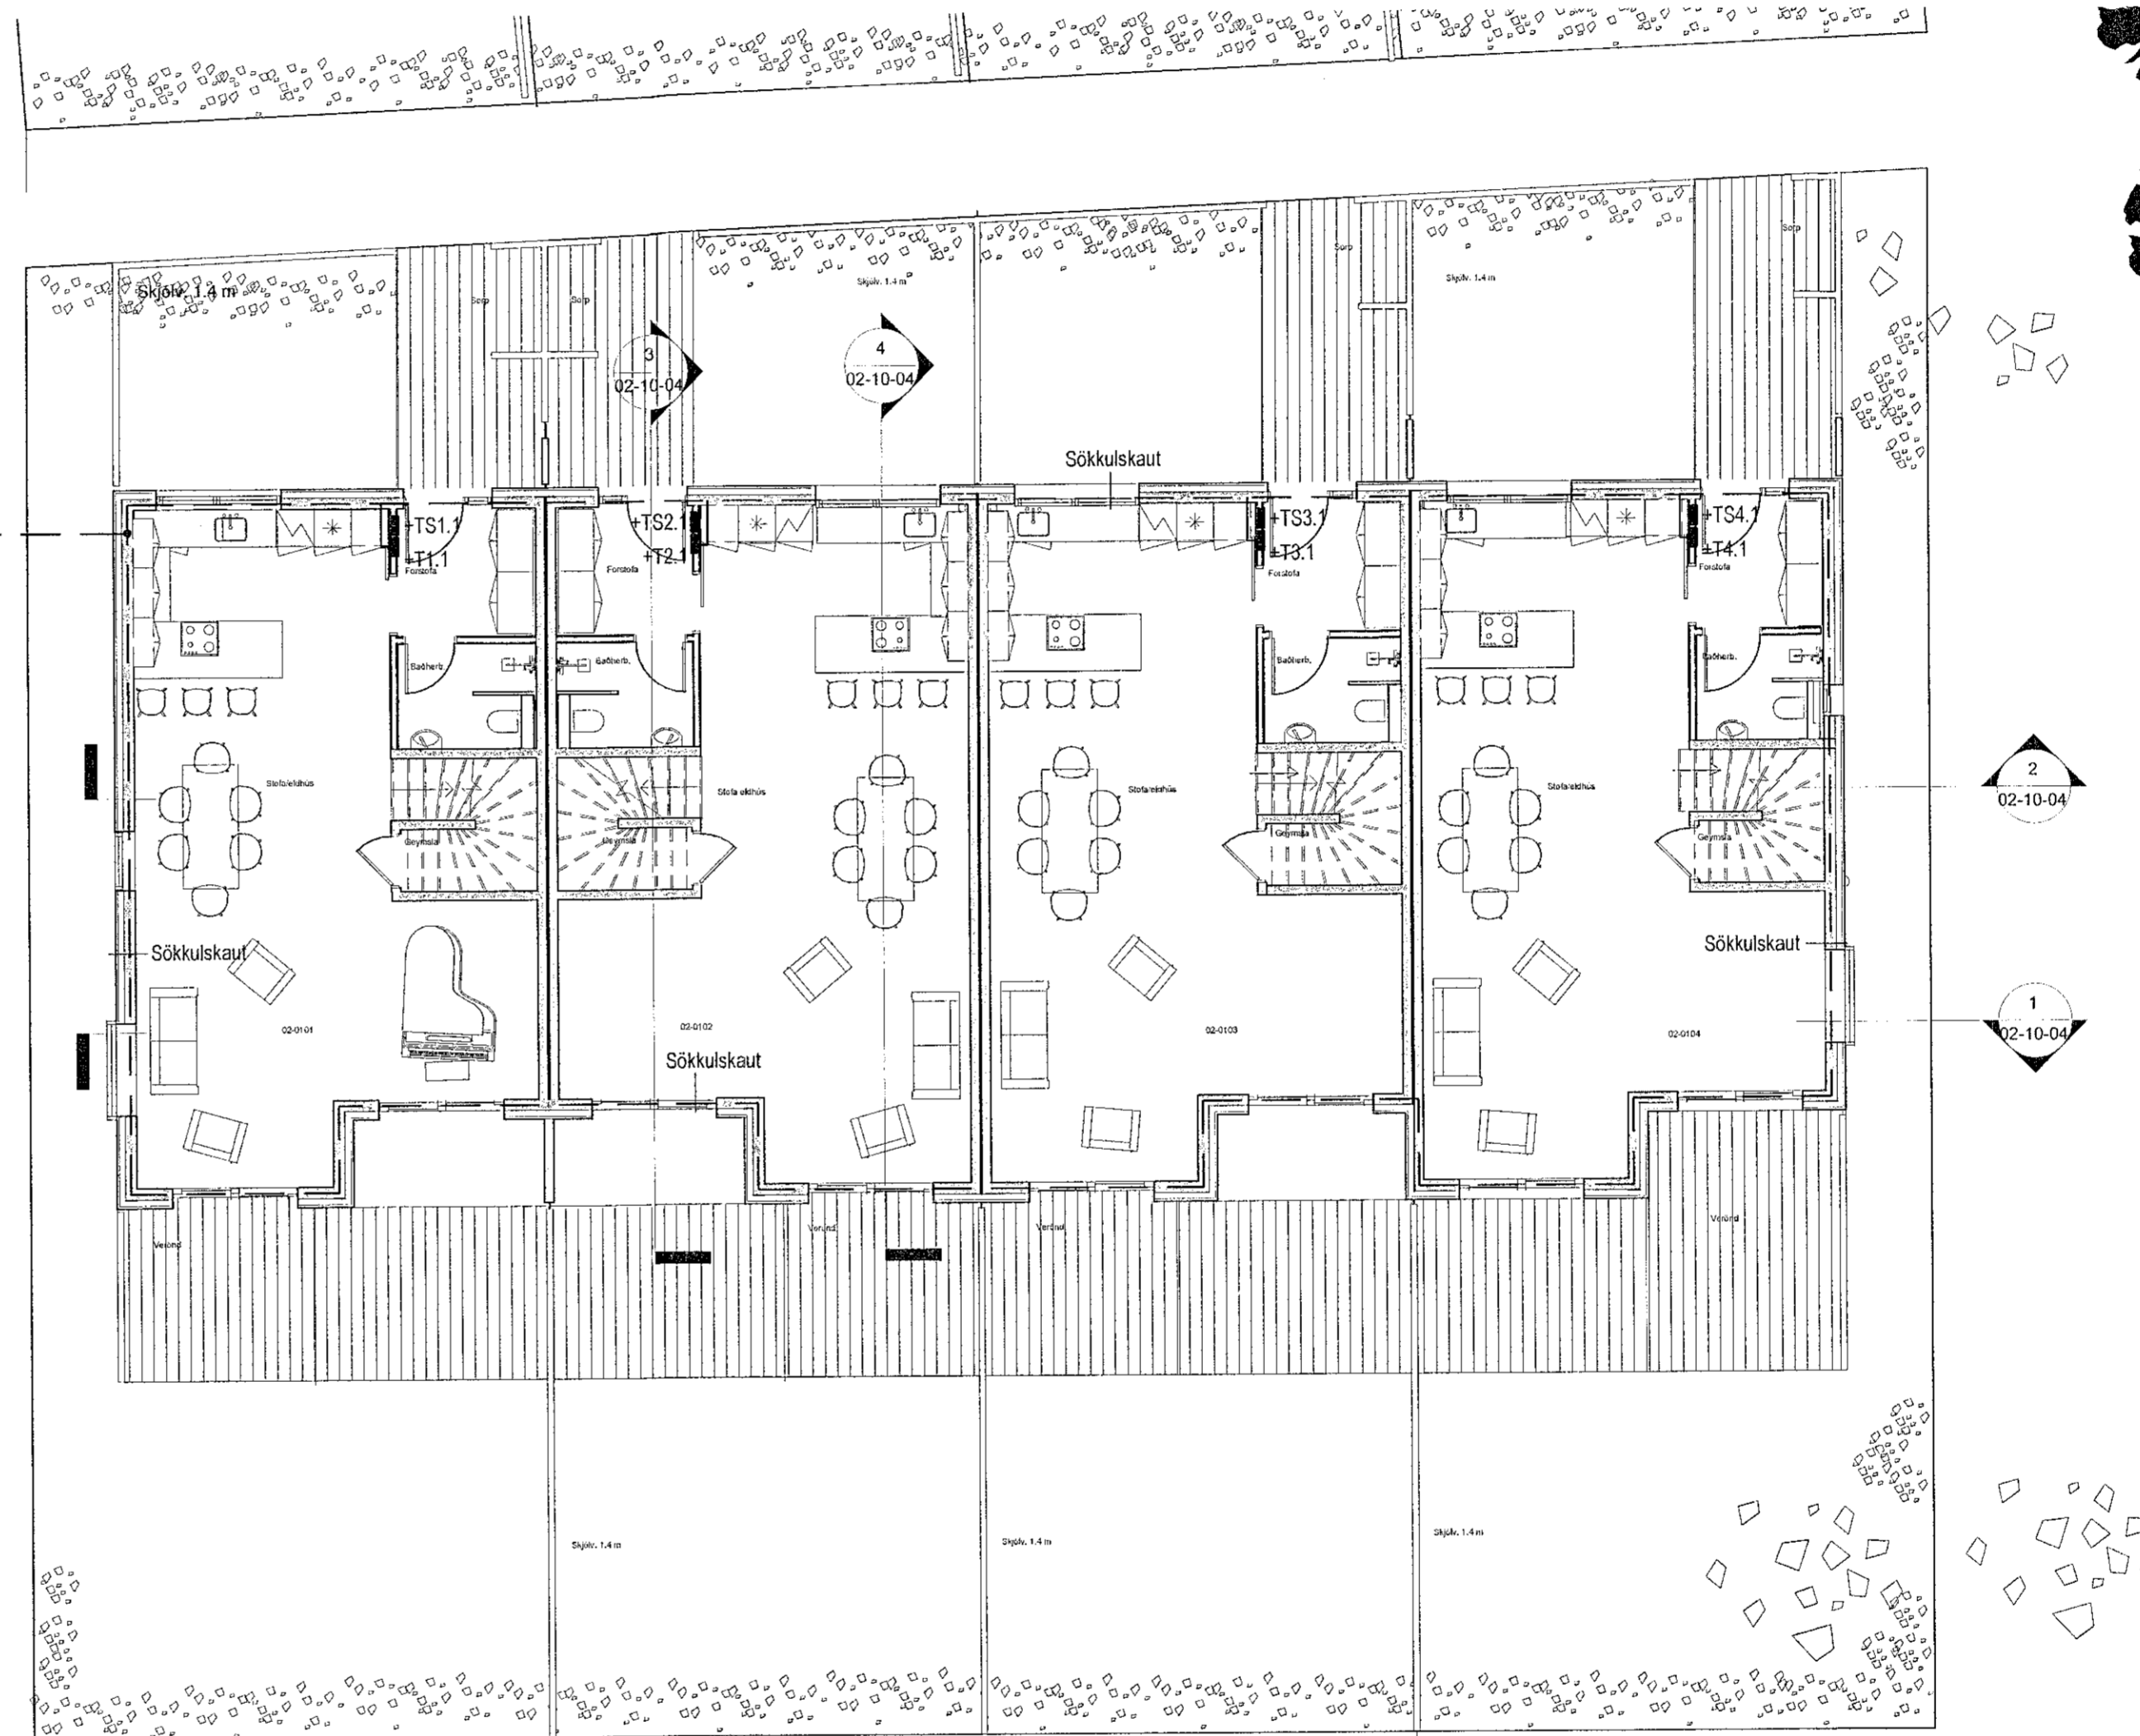 Sorp
Skjólv. 1.4 m
Sorp
Sorp
Skjólv. 1.4 m
Sorp
Skjólv. 1.4 m
3
02-10-04
4
02-10-04
Sökkulskaut
+TS1.1
+T1.1
Forstofa
+TS2.1
+T2.1
Forstofa
+TS3.1
+T3.1
Forstofa
+TS4.1
+T4.1
Forstofa
Baðherb.
Baðherb.
Baðherb.
Baðherb.
Stofa/eldhús
Stofa eldhús
Stofa/eldhús
Stofa/eldhús
2
02-10-04
Geymsla
Geymsla
Geymsla
Geymsla
Sökkulskaut
Sökkulskaut
02-0101
02-0102
02-0103
02-0104
1
02-10-04
Sökkulskaut
Verönd
Verönd
Verönd
Verönd
Skjólv. 1.4 m
Skjólv. 1.4 m
Skjólv. 1.4 m